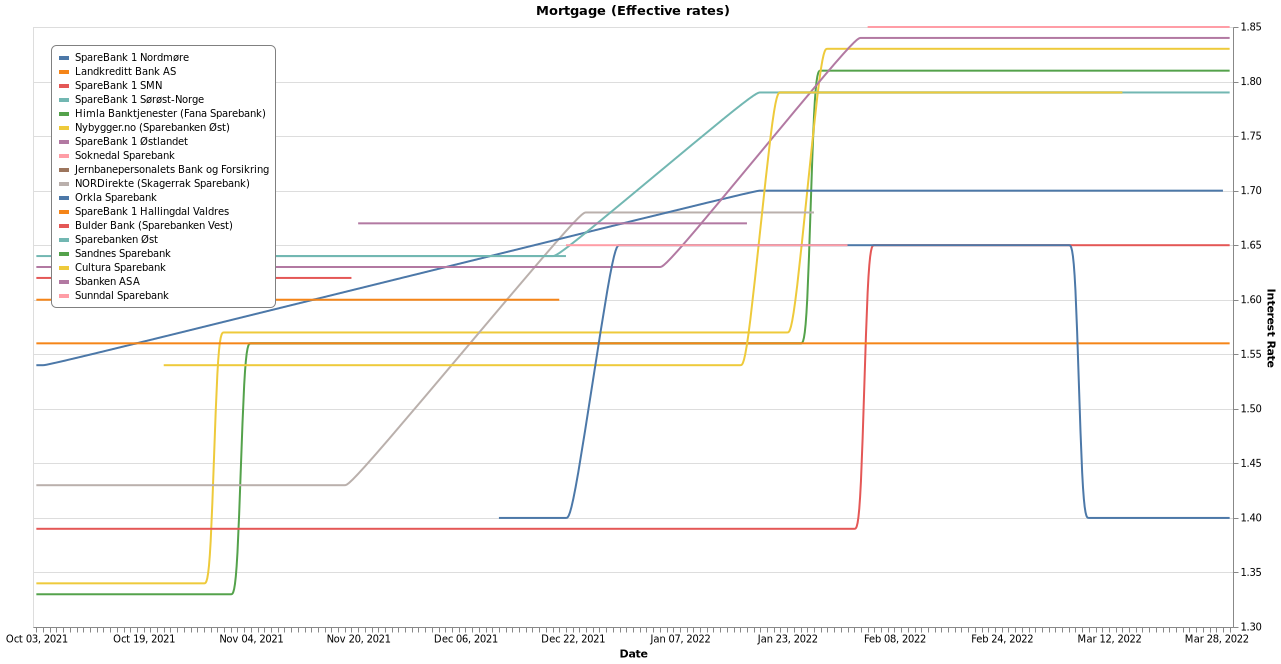 Mortgage (Effective rates)
SpareBank 1 Nordmøre
Landkreditt Bank AS
SpareBank 1 SMN
SpareBank 1 Sørøst-Norge
Himla Banktjenester (Fana Sparebank)
Nybygger.no (Sparebanken Øst)
SpareBank 1 Østlandet
Soknedal Sparebank
Jernbanepersonalets Bank og Forsikring
NORDirekte (Skagerrak Sparebank)
Orkla Sparebank
SpareBank 1 Hallingdal Valdres
Bulder Bank (Sparebanken Vest)
Sparebanken Øst
Sandnes Sparebank
Cultura Sparebank
Sbanken ASA
Sunndal Sparebank
1.85
1.80
1.75
1.70
1.65
1.60
1.55
1.50
1.45
1.40
1.35
1.30
Interest Rate
Oct 03, 2021 Oct 19, 2021 Nov 04, 2021 Nov 20, 2021 Dec 06, 2021 Dec 22, 2021 Jan 07, 2022 Jan 23, 2022 Feb 08, 2022 Feb 24, 2022 Mar 12, 2022 Mar 28, 2022
Date